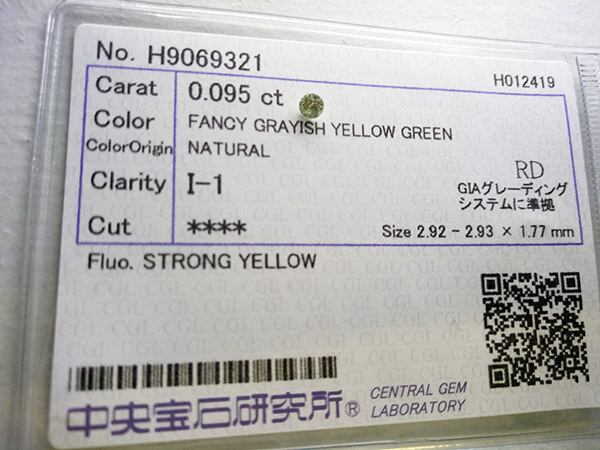 No. H9069321
H012419
Carat 0.095 ct
Color FANCY GRAYISH YELLOW GREEN
ColorOrigin NATURAL
Clarity I-1
RD
GIAグレーディング
システムに準拠
Cut ****
Size 2.92 - 2.93 × 1.77 mm
Fluo. STRONG YELLOW
中央宝石研究所®
CENTRAL GEM
LABORATORY